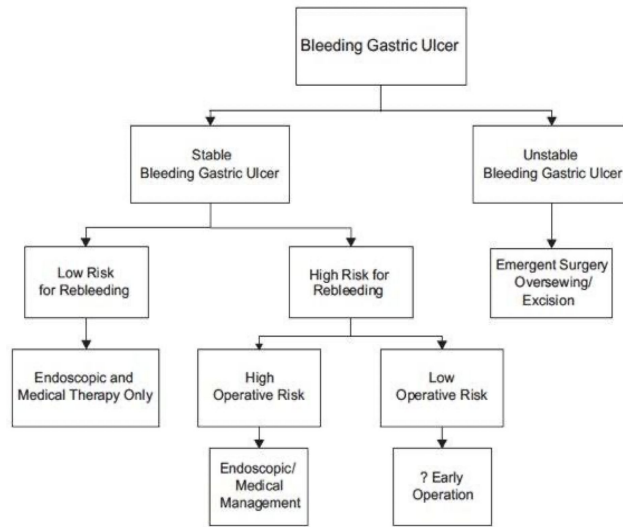 Bleeding Gastric Ulcer
Stable
Bleeding Gastric Ulcer
Unstable
Bleeding Gastric Ulcer
Low Risk
for Rebleeding
High Risk for
Rebleeding
Emergent Surgery
Oversewing/
Excision
Endoscopic and
Medical Therapy Only
High
Operative Risk
Low
Operative Risk
Endoscopic/
Medical
Management
? Early
Operation